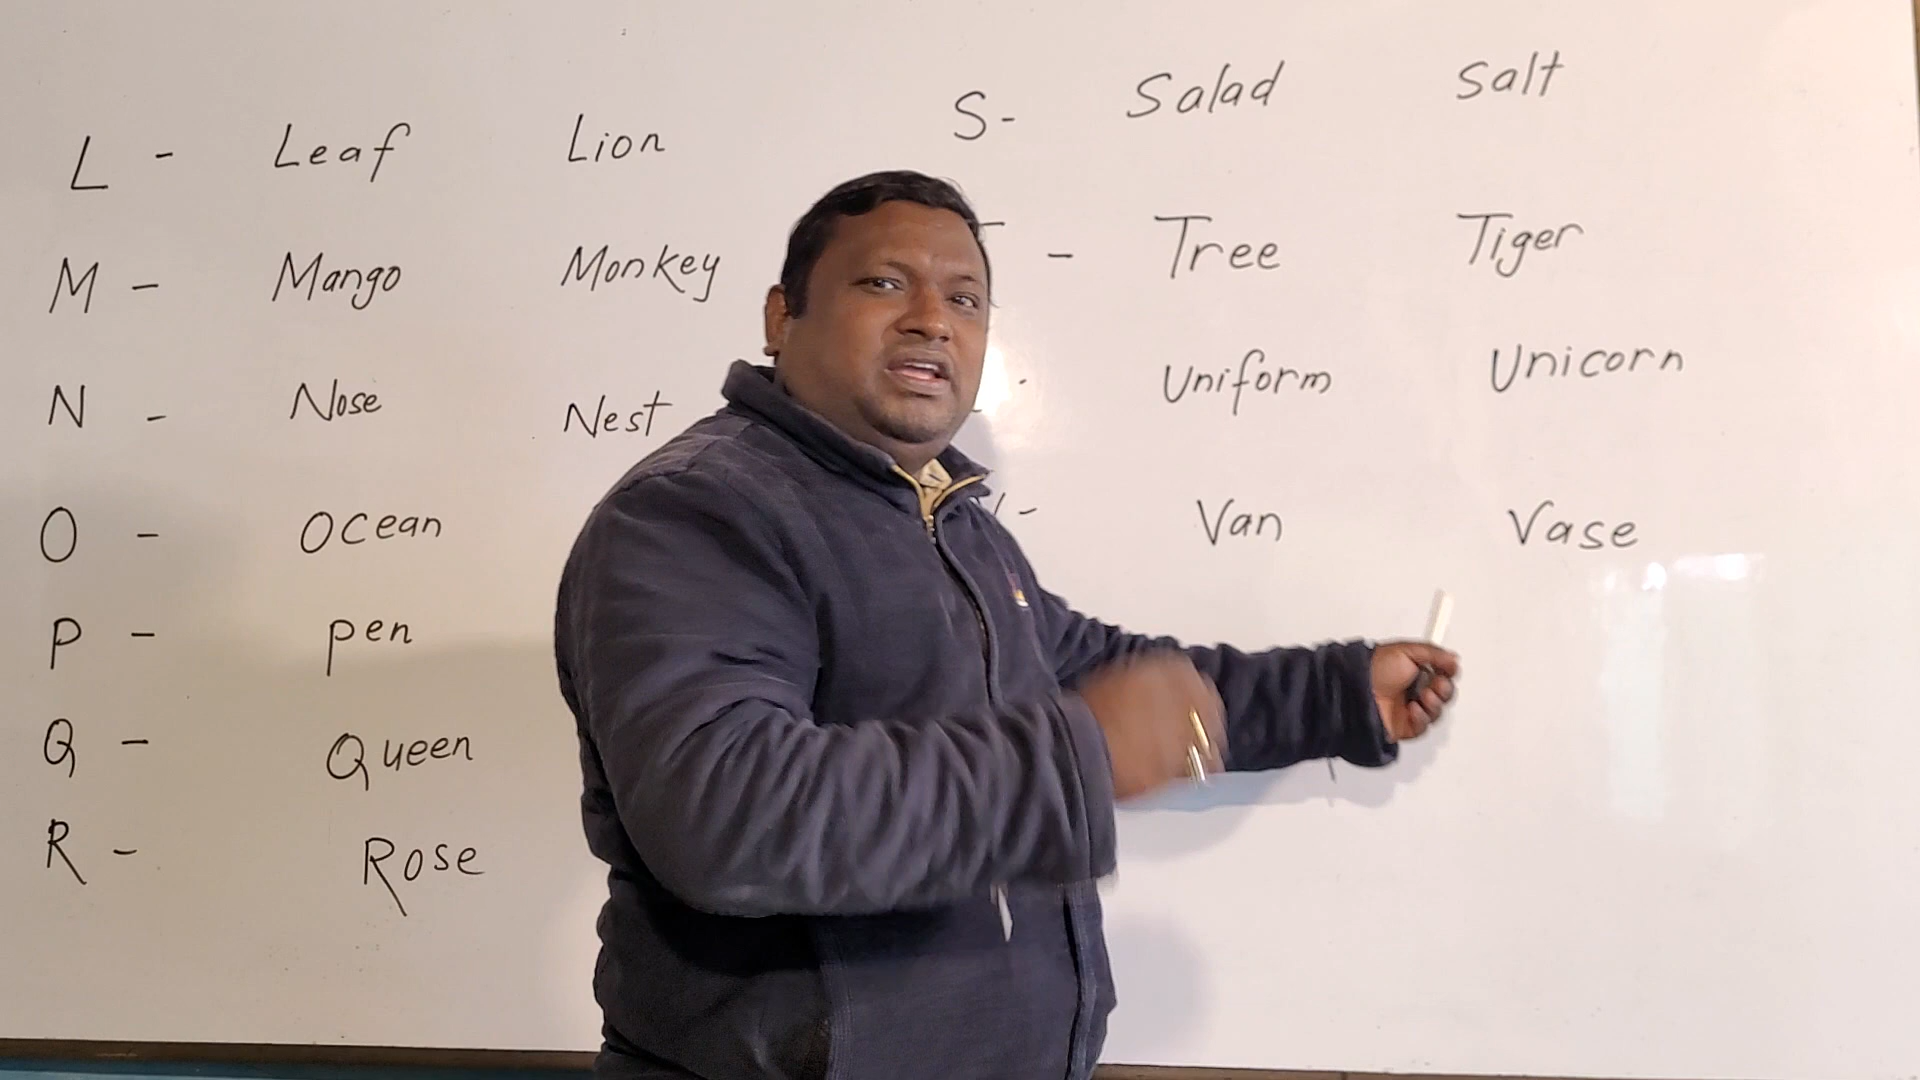 L - Leaf Lion
M - Mango Monkey
N - Nose Nest
O - Ocean
P - pen
Q - Queen
R - Rose
S- Salad Salt
- Tree Tiger
Uniform Unicorn
- Van Vase